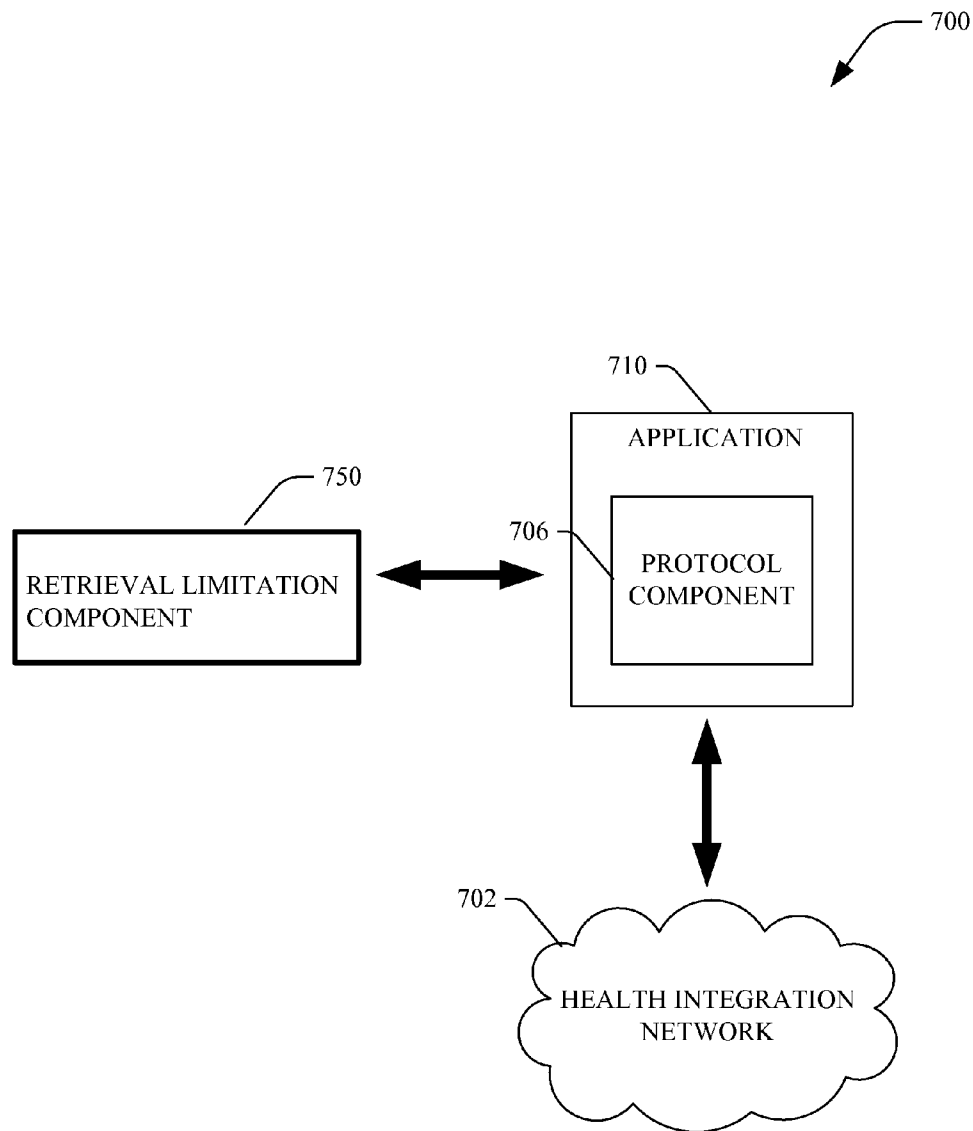 700
710
APPLICATION
750
706
PROTOCOL
COMPONENT
RETRIEVAL LIMITATION
COMPONENT
702
HEALTH INTEGRATION
NETWORK